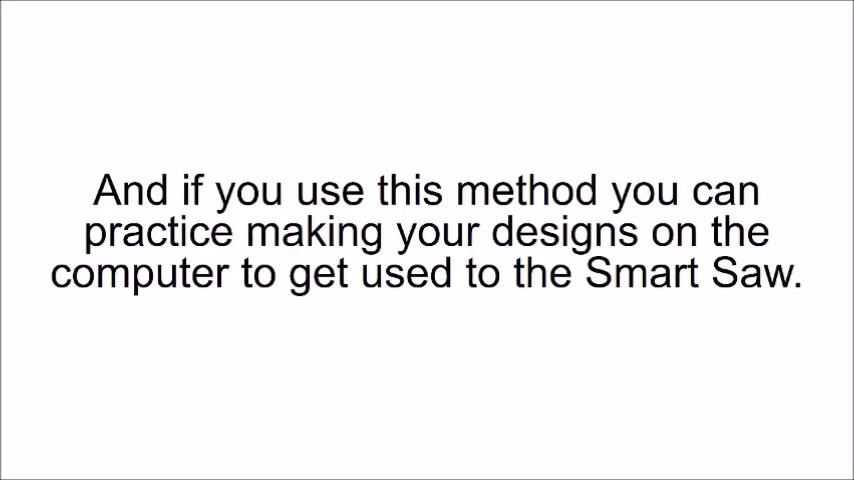 And if you use this method you can
practice making your designs on the
computer to get used to the Smart Saw.